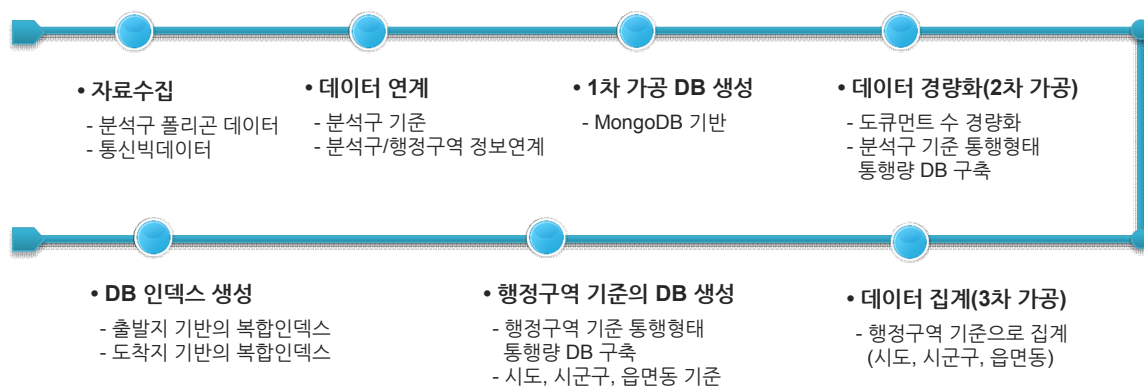 • 자료수집
- 분석구 폴리곤 데이터
- 통신빅데이터
• 데이터 연계
- 분석구 기준
- 분석구/행정구역 정보연계
• 1차 가공 DB 생성
- MongoDB 기반
• 데이터 경량화(2차 가공)
- 도큐먼트 수 경량화
- 분석구 기준 통행형태
통행량 DB 구축
• 데이터 집계(3차 가공)
- 행정구역 기준으로 집계
(시도, 시군구, 읍면동)
• 행정구역 기준의 DB 생성
- 행정구역 기준 통행형태
통행량 DB 구축
- 시도, 시군구, 읍면동 기준
• DB 인덱스 생성
- 출발지 기반의 복합인덱스
- 도착지 기반의 복합인덱스